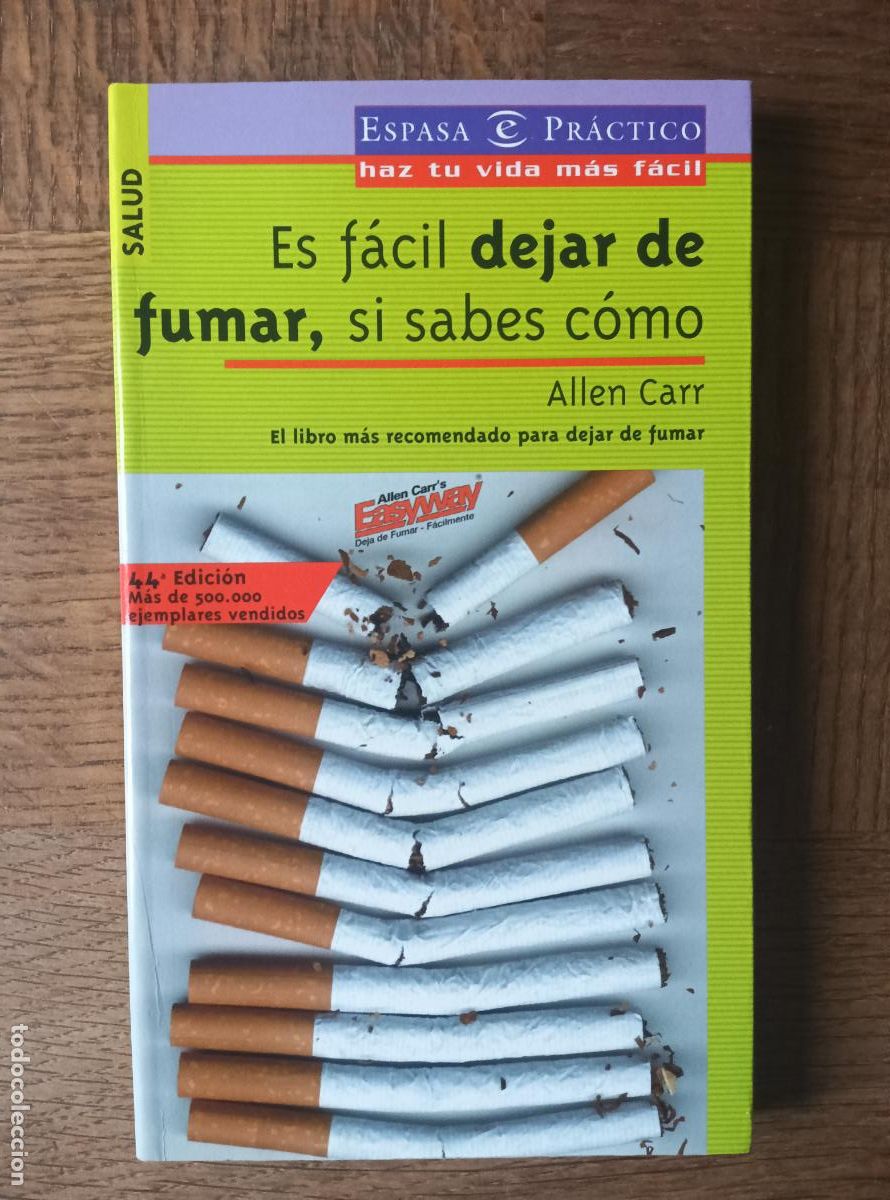 ESPASA e PRÁCTICO
haz tu vida más fácil
SALUD
Es fácil dejar de
fumar, si sabes cómo
Allen Carr
El libro más recomendado para dejar de fumar
Allen Carr's
Easyway®
Deja de Fumar - Fácilmente
44ª Edición
Más de 500.000
ejemplares vendidos
todocoleccion